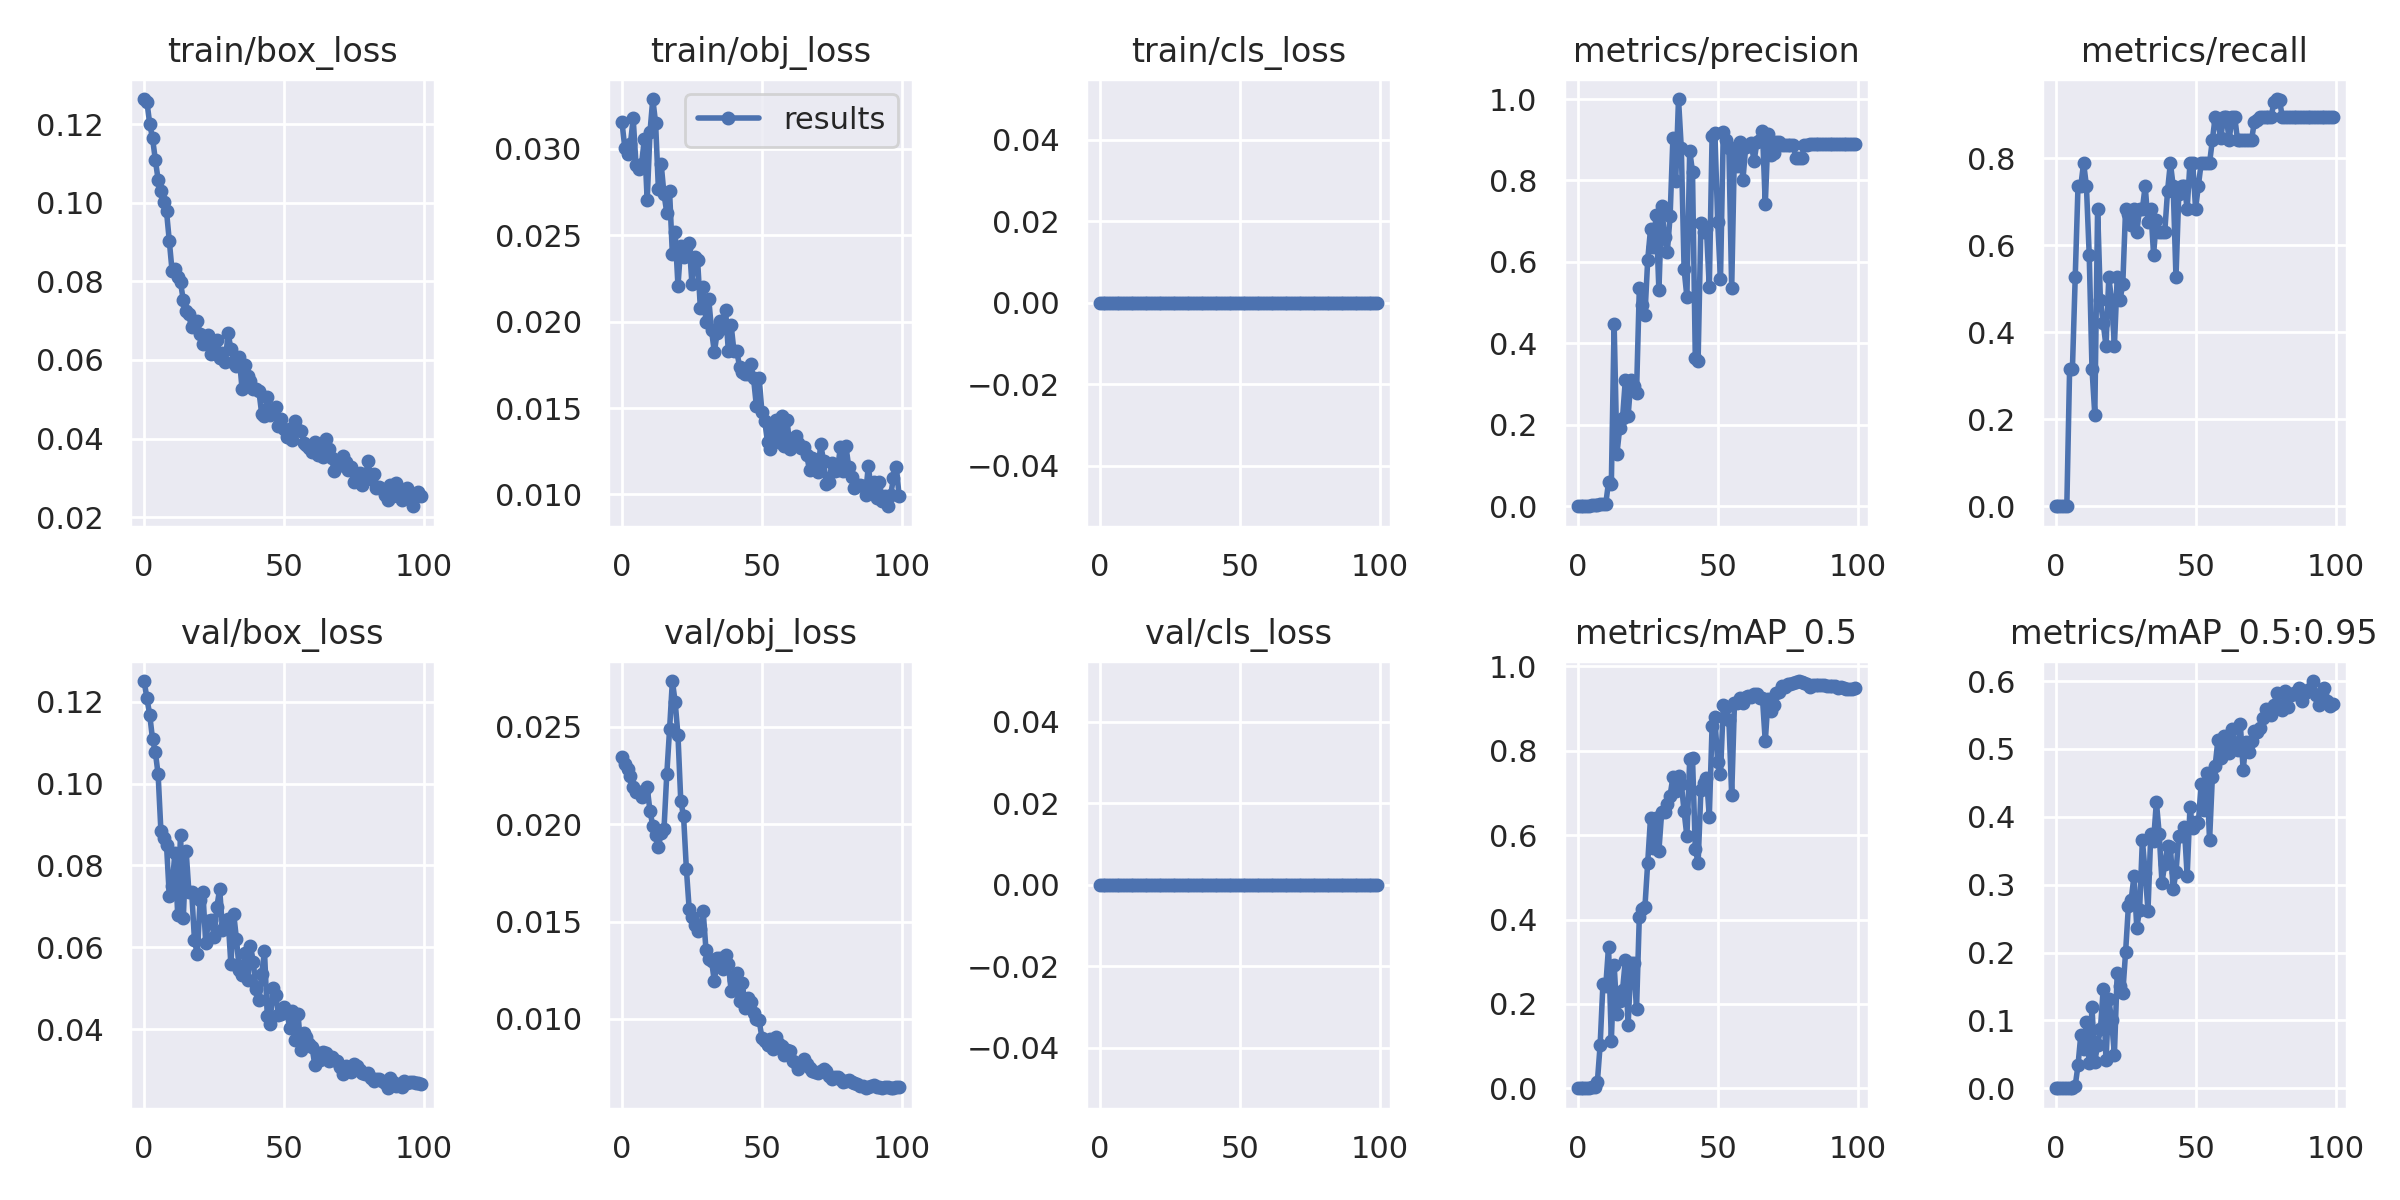 train/box_loss
0.12
0.10
0.08
0.06
0.04
0.02
0 50 100
train/obj_loss
results
0.030
0.025
0.020
0.015
0.010
0 50 100
train/cls_loss
0.04
0.02
0.00
−0.02
−0.04
0 50 100
metrics/precision
1.0
0.8
0.6
0.4
0.2
0.0
0 50 100
metrics/recall
0.8
0.6
0.4
0.2
0.0
0 50 100
val/box_loss
0.12
0.10
0.08
0.06
0.04
0 50 100
val/obj_loss
0.025
0.020
0.015
0.010
0 50 100
val/cls_loss
0.04
0.02
0.00
−0.02
−0.04
0 50 100
metrics/mAP_0.5
1.0
0.8
0.6
0.4
0.2
0.0
0 50 100
metrics/mAP_0.5:0.95
0.6
0.5
0.4
0.3
0.2
0.1
0.0
0 50 100